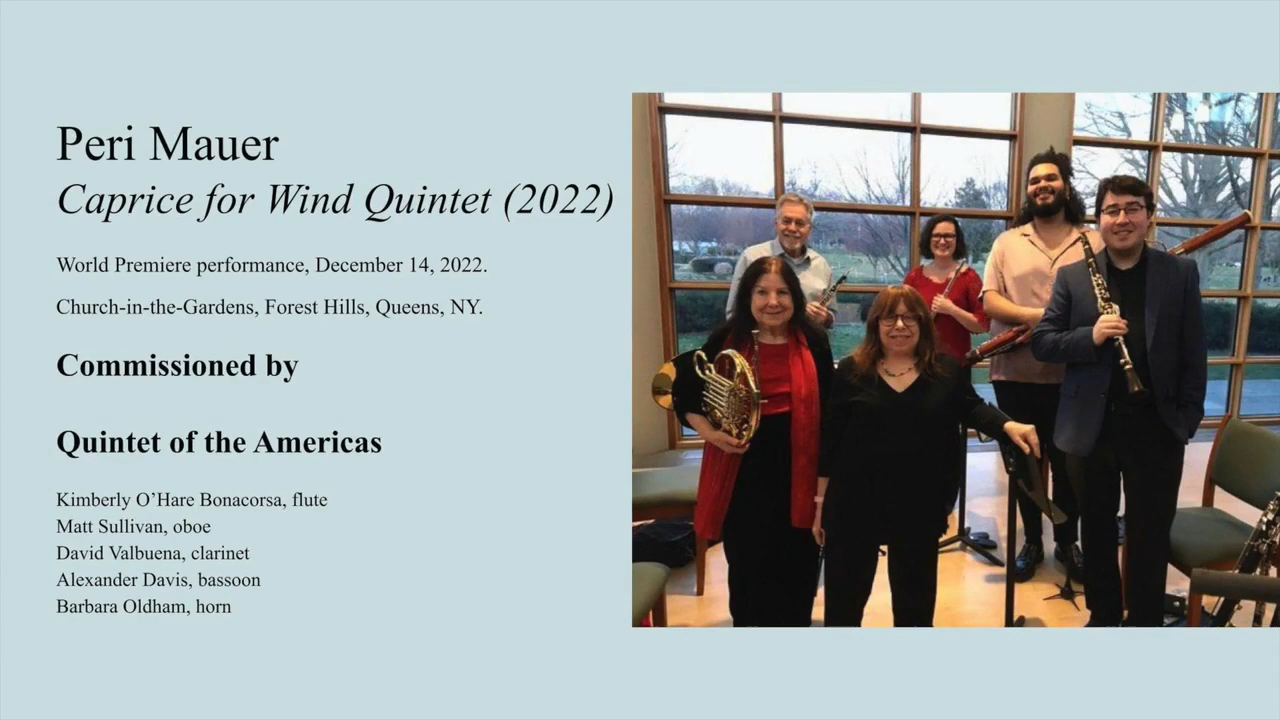 Peri Mauer
Caprice for Wind Quintet (2022)
World Premiere performance, December 14, 2022.
Church-in-the-Gardens, Forest Hills, Queens, NY.
Commissioned by
Quintet of the Americas
Kimberly O’Hare Bonacorsa, flute
Matt Sullivan, oboe
David Valbuena, clarinet
Alexander Davis, bassoon
Barbara Oldham, horn